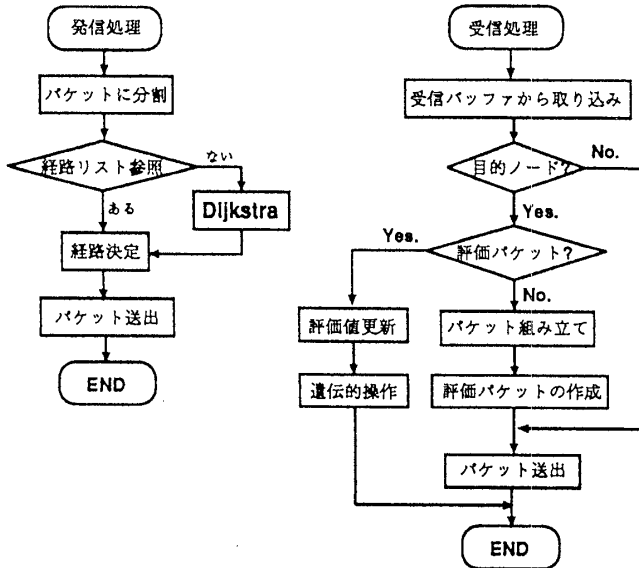 発信処理
パケットに分割
経路リスト参照
ない
Dijkstra
ある
経路決定
パケット送出
END
受信処理
受信バッファから取り込み
目的ノード?
No.
Yes.
評価パケット?
Yes.
No.
評価値更新
遺伝的操作
パケット組み立て
評価パケットの作成
パケット送出
END